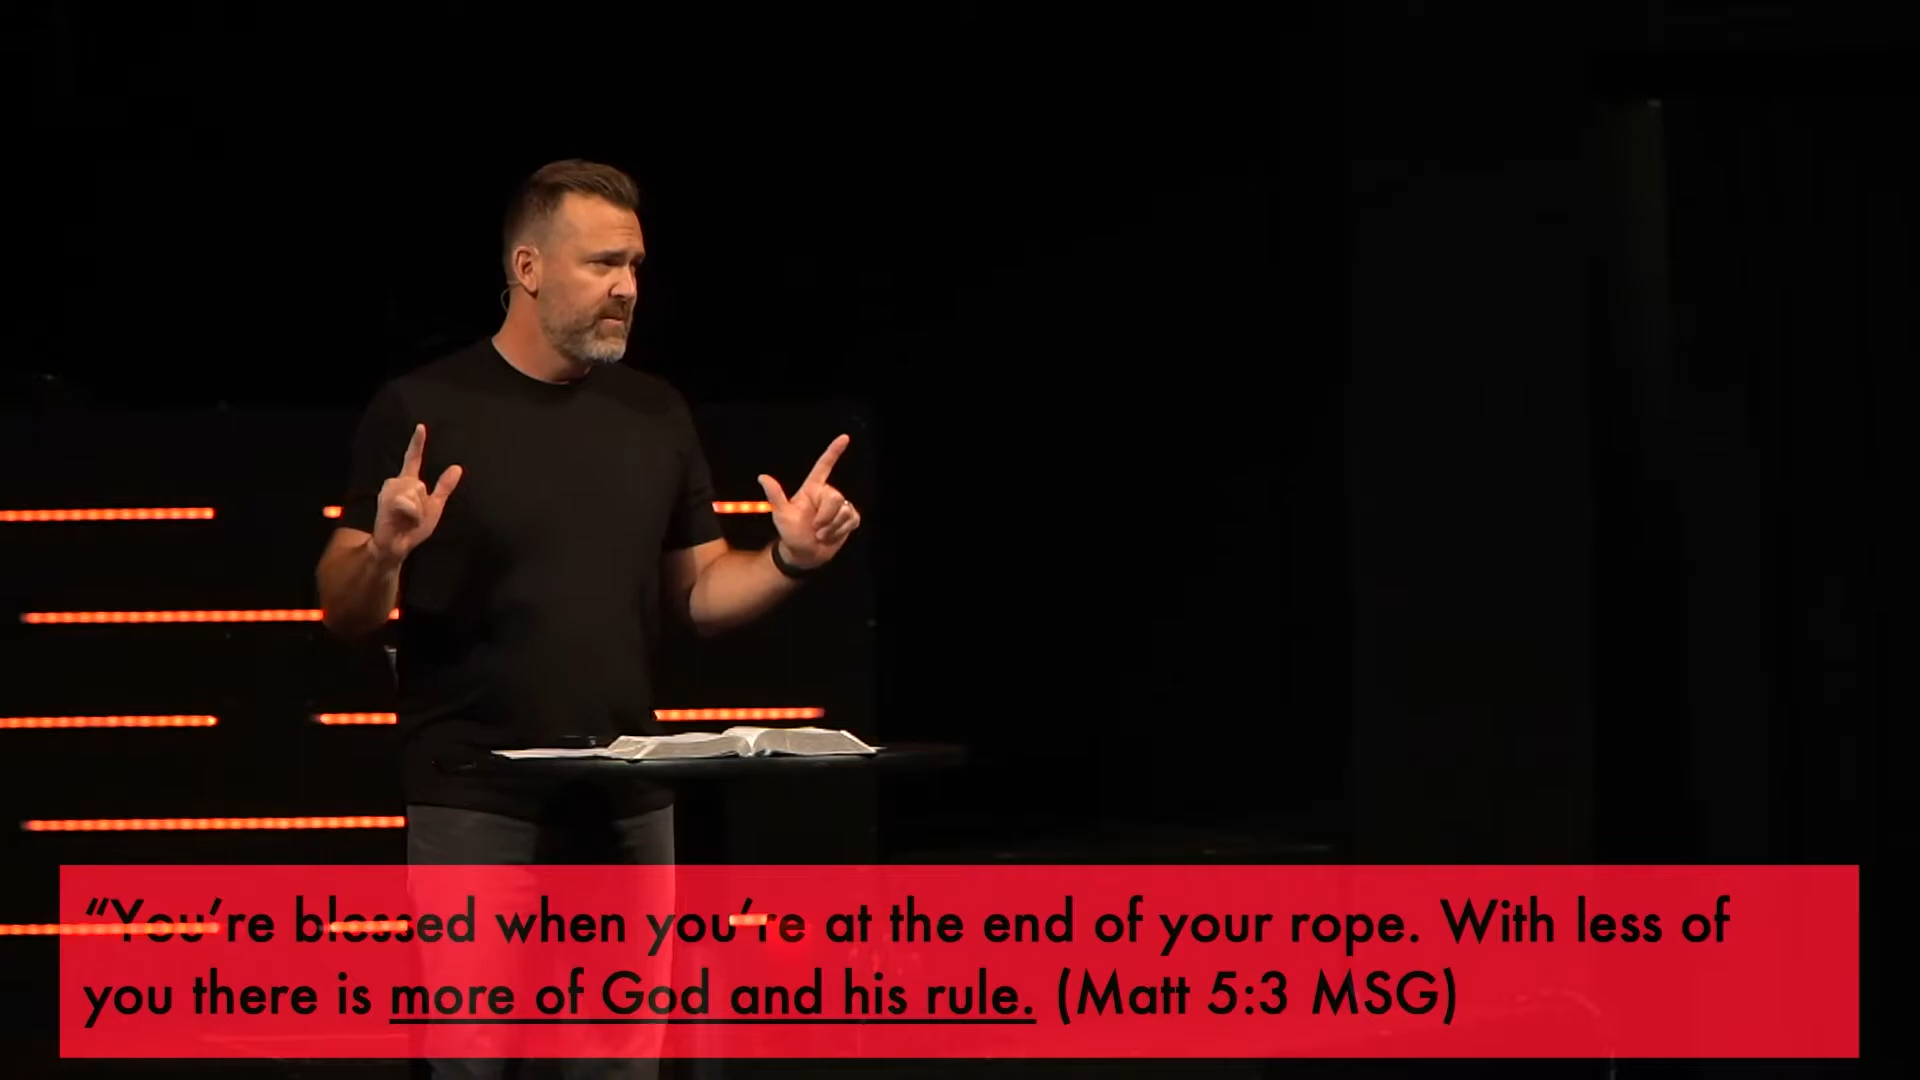 “You’re blessed when you’re at the end of your rope. With less of
you there is more of God and his rule. (Matt 5:3 MSG)